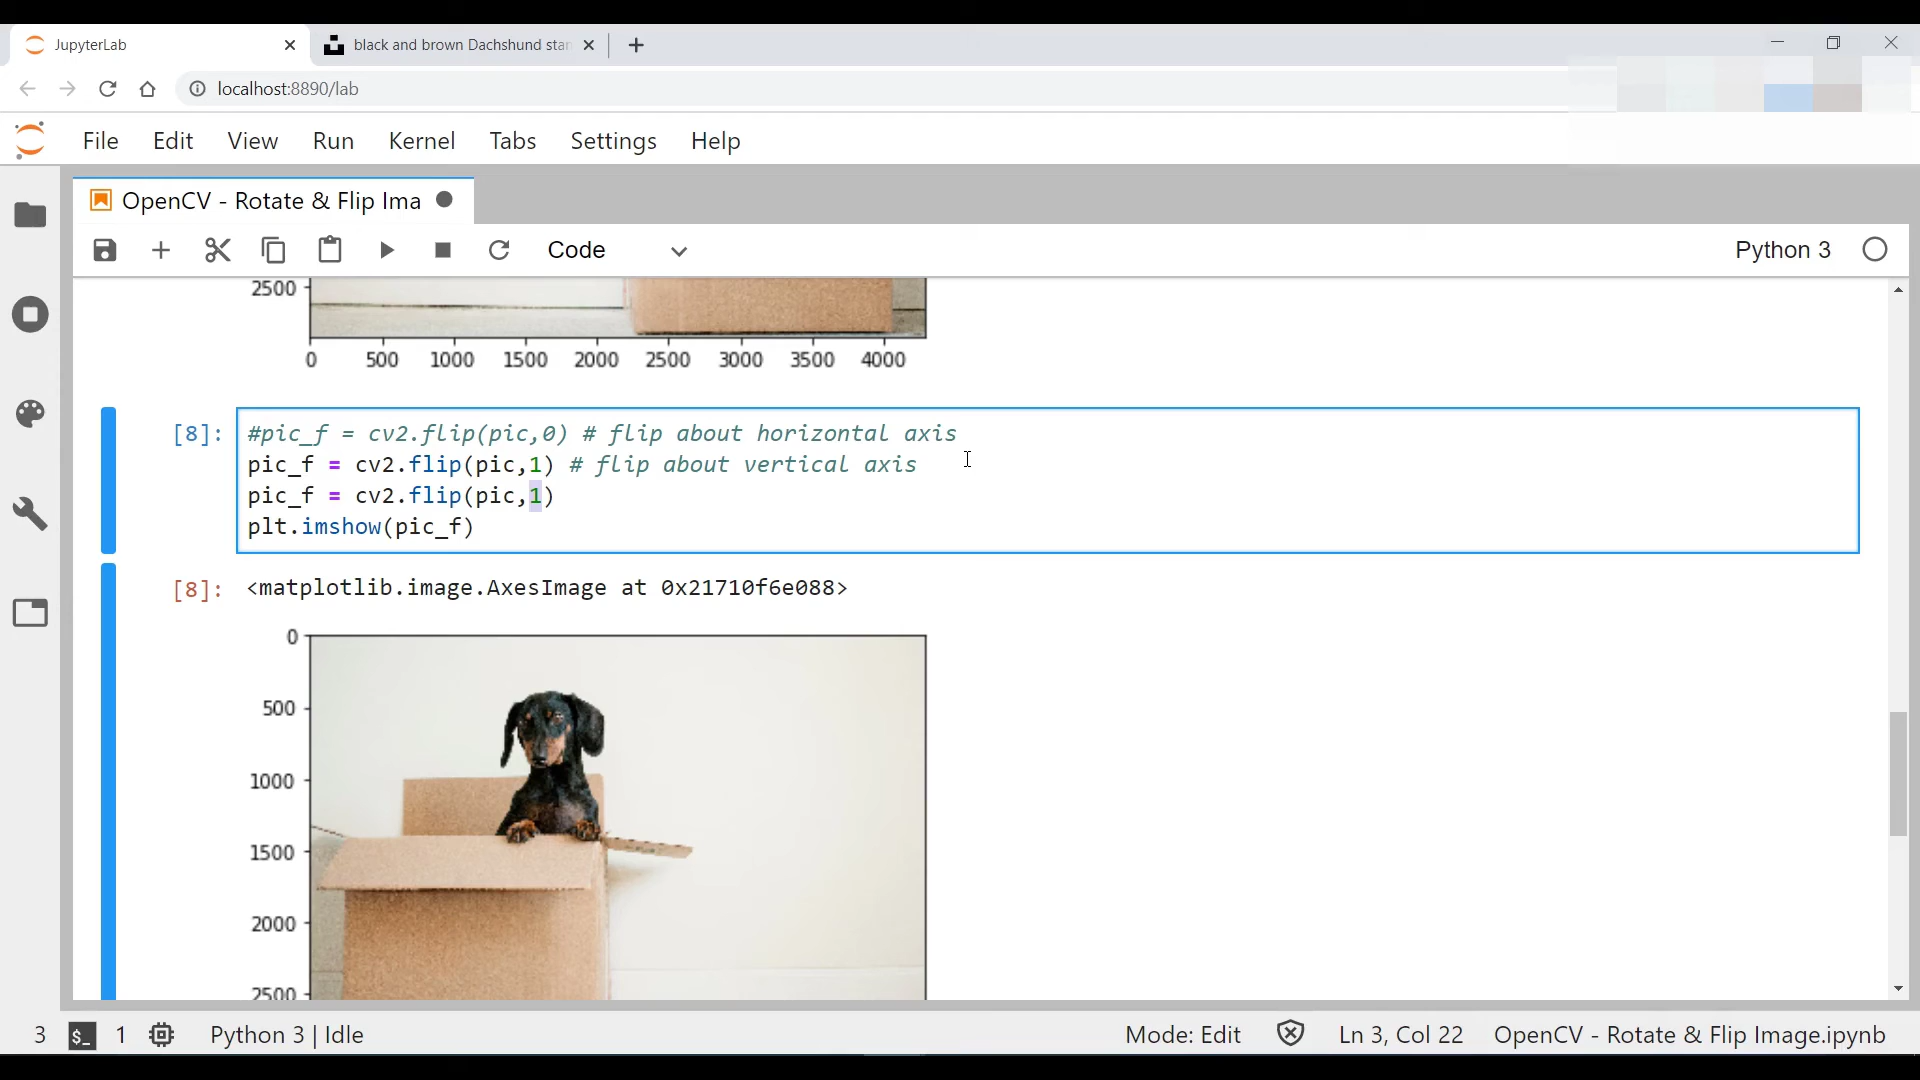 JupyterLab
black and brown Dachshund stan
localhost:8890/lab
File Edit View Run Kernel Tabs Settings Help
OpenCV - Rotate & Flip Ima
Code
Python 3
2500
0 500 1000 1500 2000 2500 3000 3500 4000
[8]: #pic_f = cv2.flip(pic,0) # flip about horizontal axis
pic_f = cv2.flip(pic,1) # flip about vertical axis
pic_f = cv2.flip(pic,1)
plt.imshow(pic_f)
[8]: <matplotlib.image.AxesImage at 0x21710f6e088>
0
500
1000
1500
2000
2500
3 $_ 1 Python 3 | Idle Mode: Edit Ln 3, Col 22 OpenCV - Rotate & Flip Image.ipynb